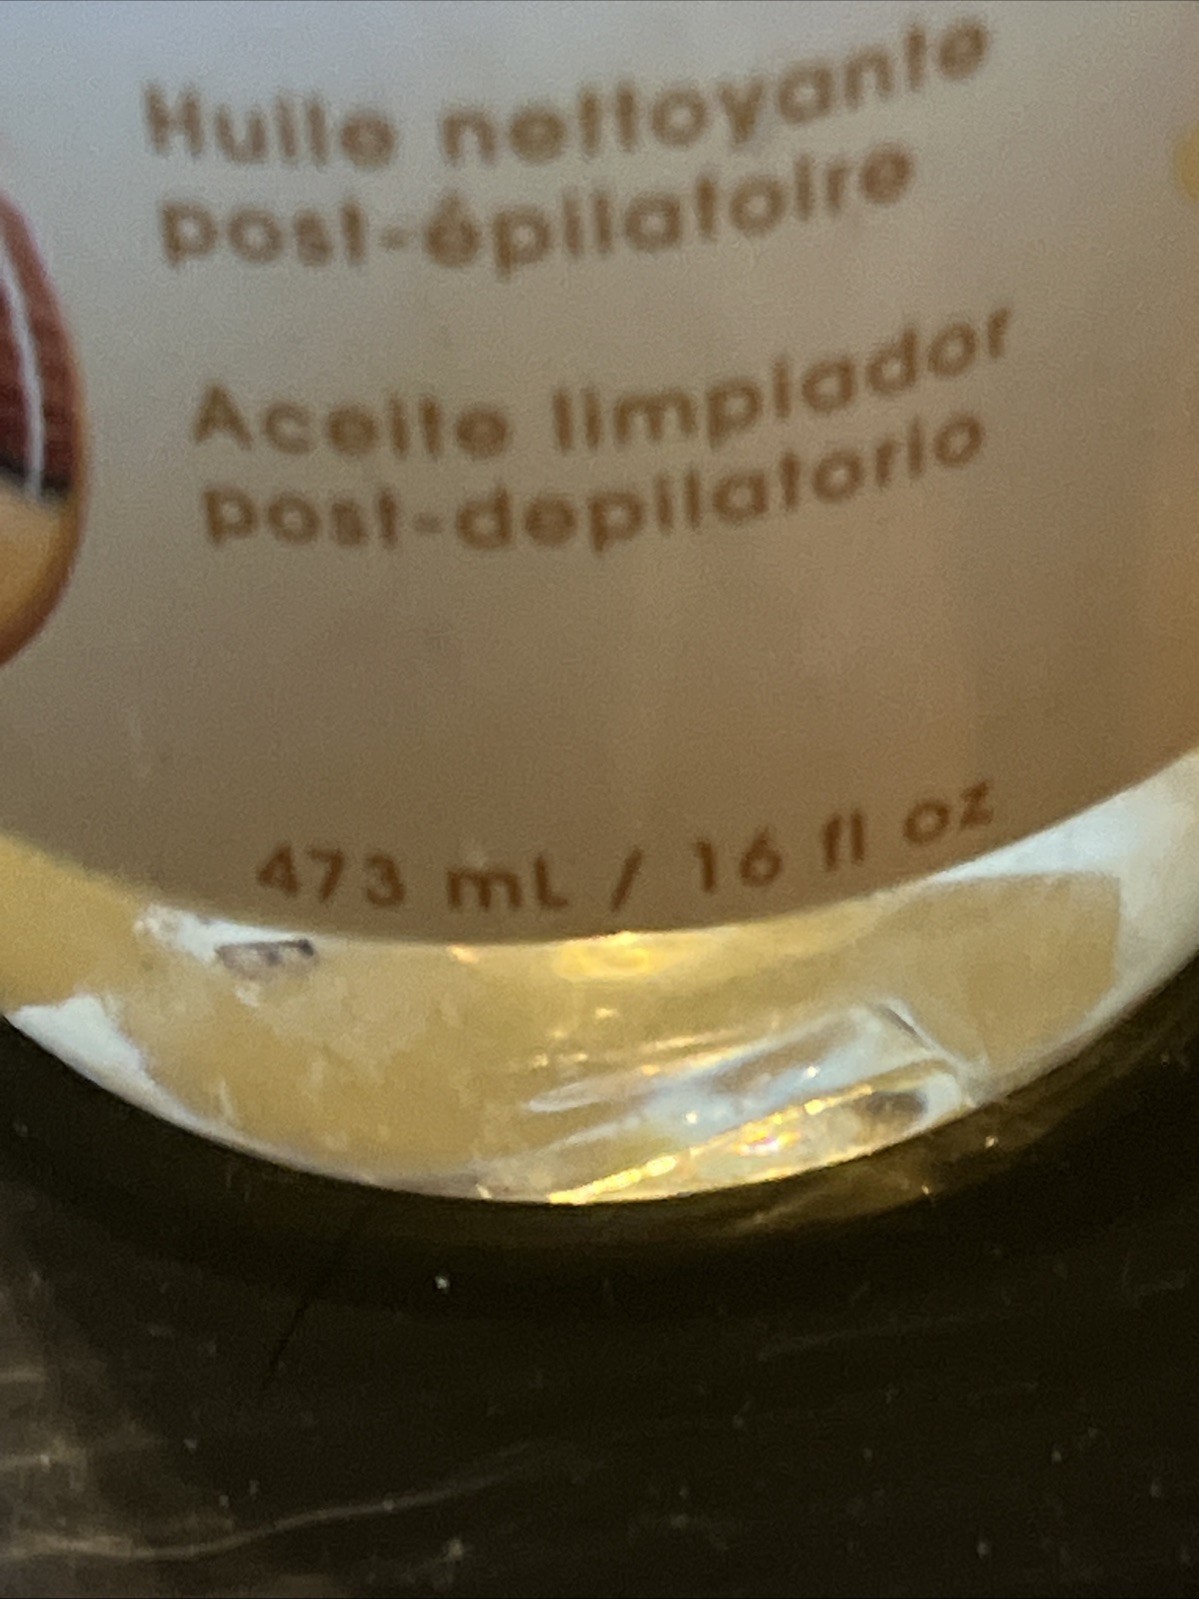 Huile nettoyante
post-épilatoire
Aceite limpiador
post-depilatorio
473 mL / 16 fl oz